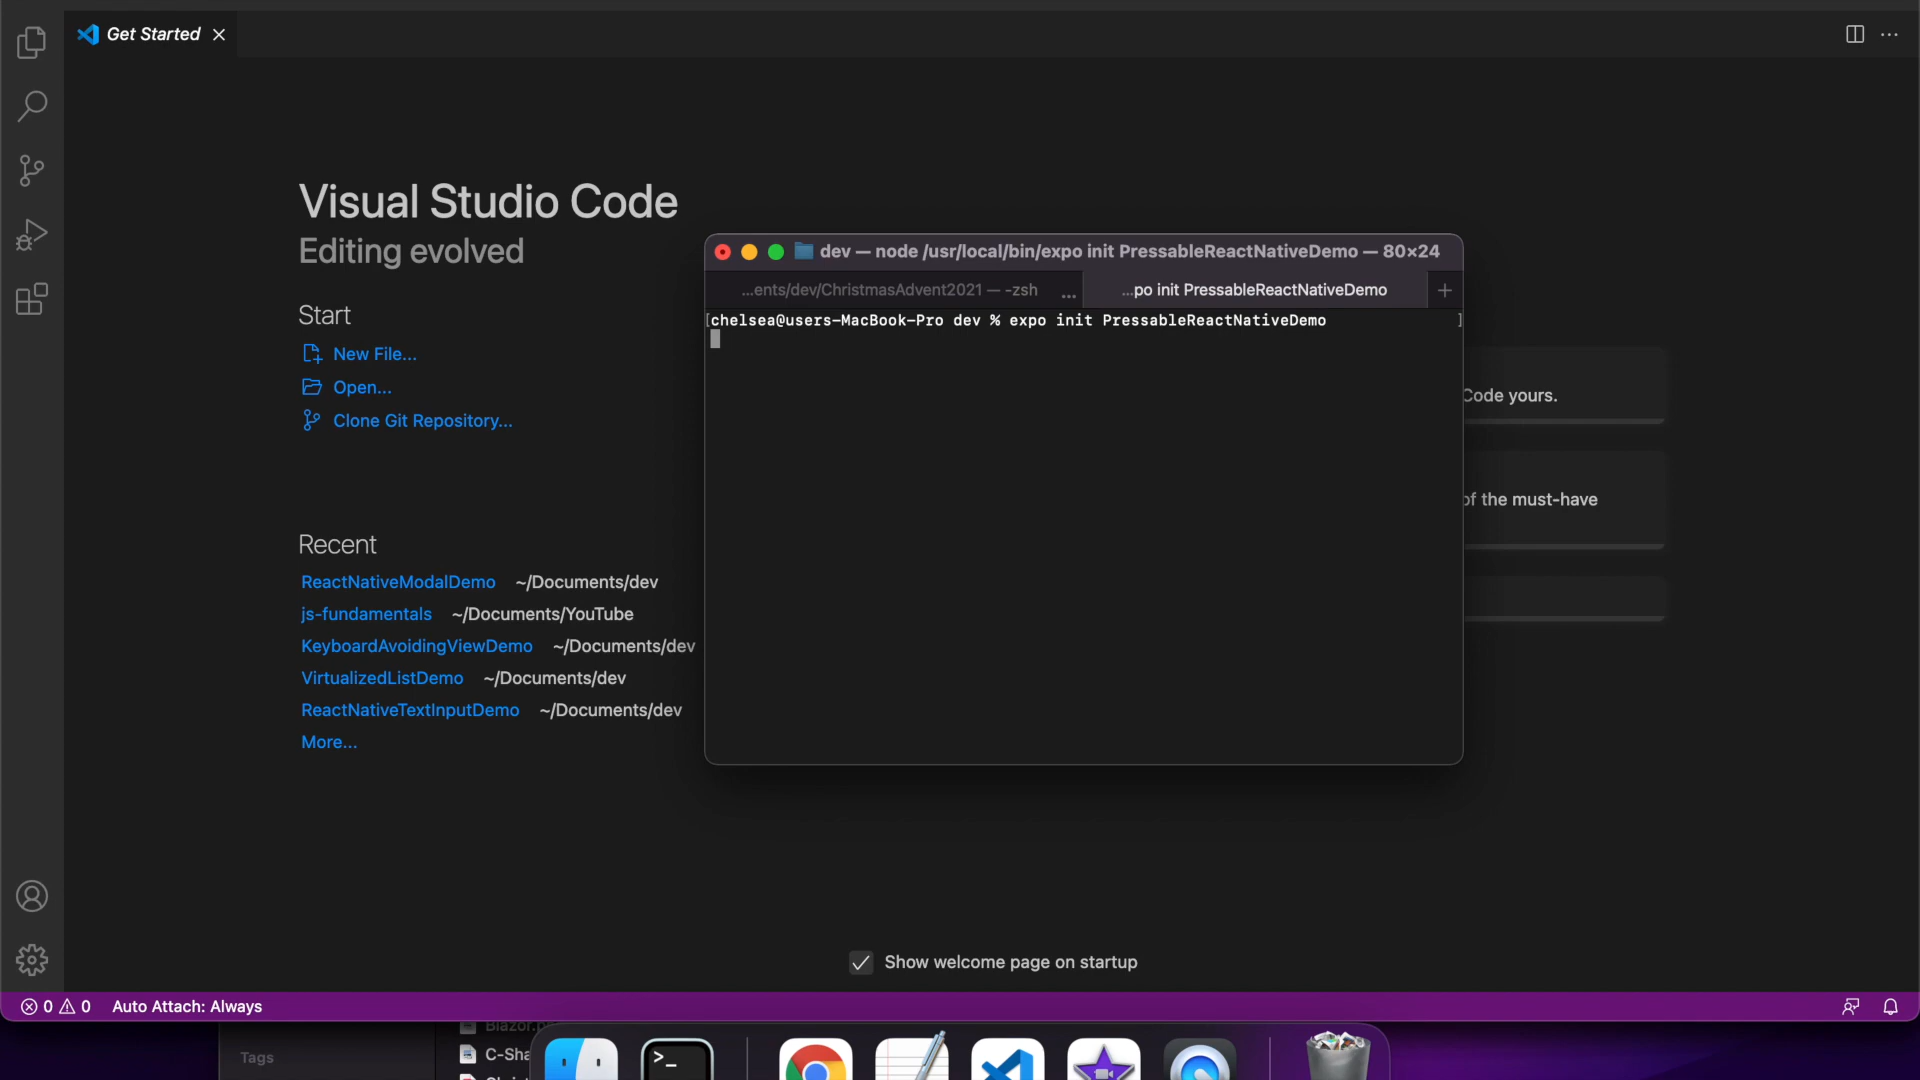 Get Started
Visual Studio Code
Editing evolved
Start
New File...
Open...
Clone Git Repository...
Recent
ReactNativeModalDemo ~/Documents/dev
js-fundamentals ~/Documents/YouTube
KeyboardAvoidingViewDemo ~/Documents/dev
VirtualizedListDemo ~/Documents/dev
ReactNativeTextInputDemo ~/Documents/dev
More...
dev — node /usr/local/bin/expo init PressableReactNativeDemo — 80×24
...ents/dev/ChristmasAdvent2021 — -zsh ... ...po init PressableReactNativeDemo
[chelsea@users-MacBook-Pro dev % expo init PressableReactNativeDemo ]
Code yours.
of the must-have
Show welcome page on startup
0 0 Auto Attach: Always
Blazor.
Tags
C-Sha
>_